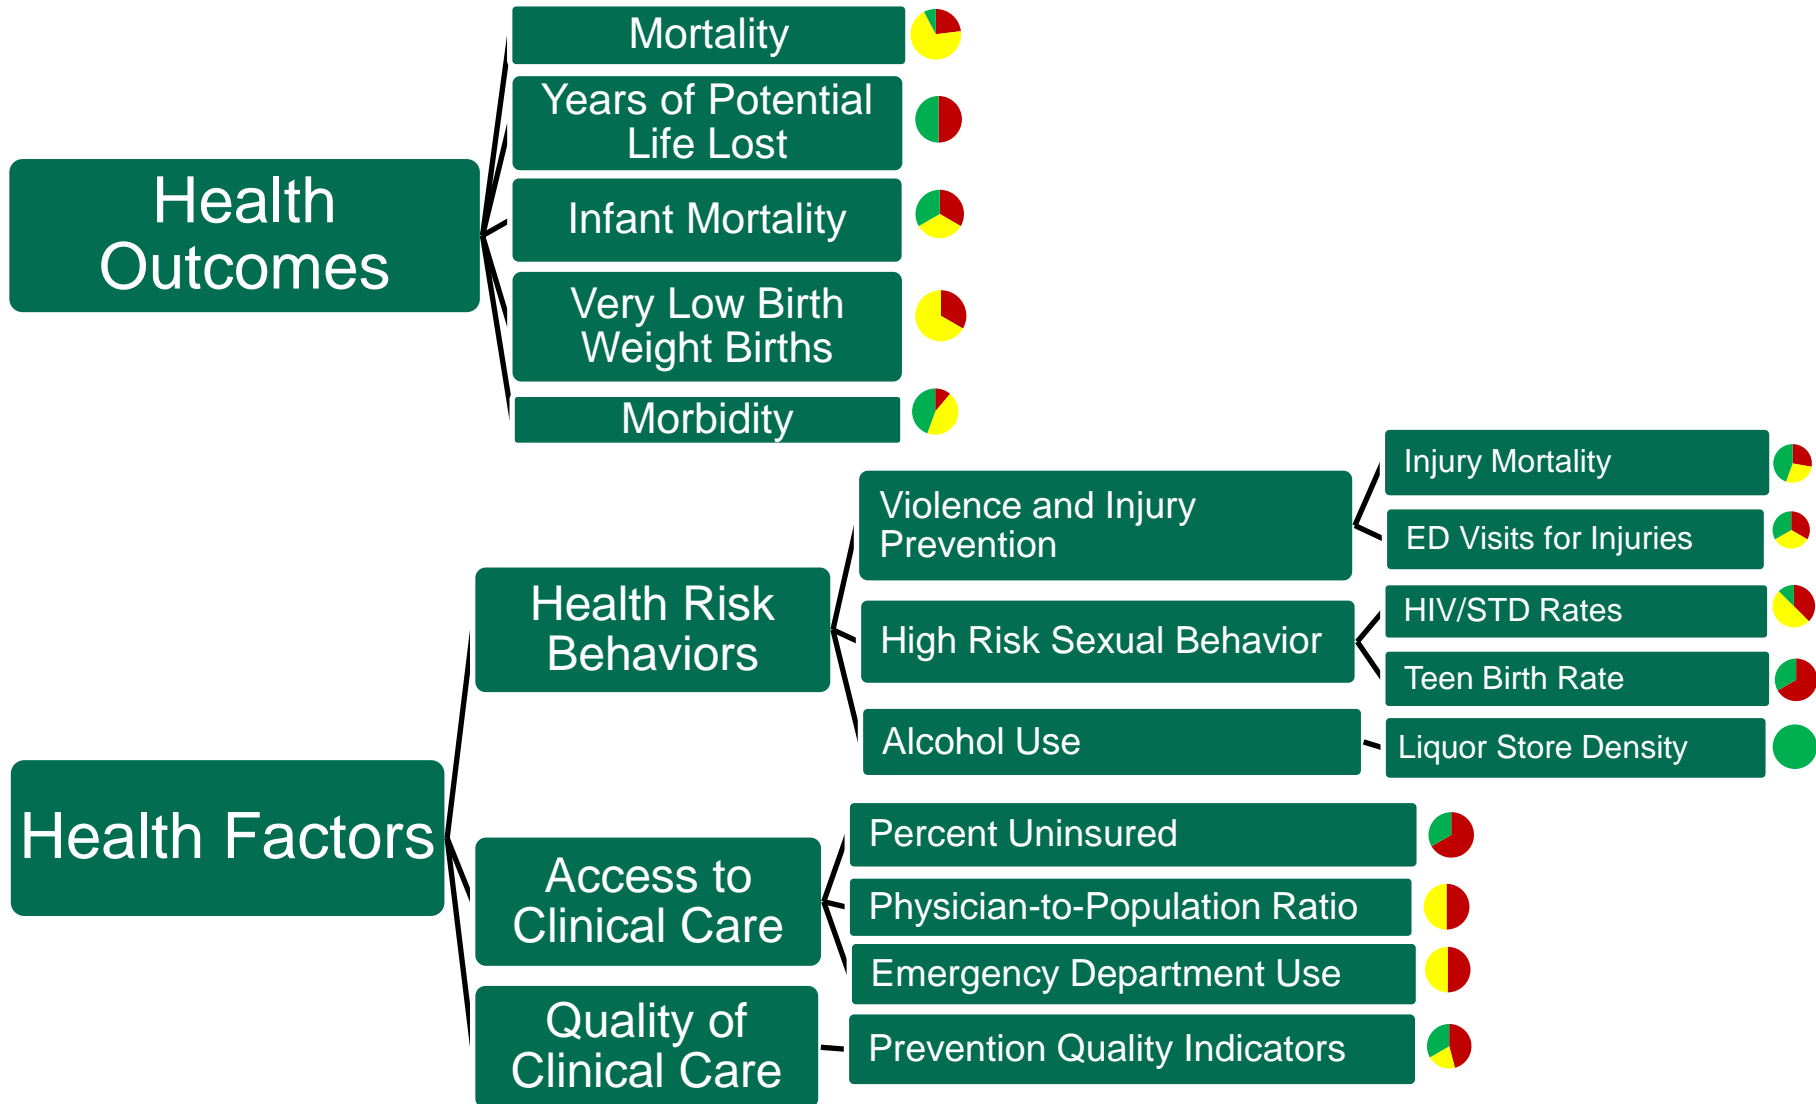 Mortality
Years of Potential
Life Lost
Health
Outcomes
Infant Mortality
Very Low Birth
Weight Births
Morbidity
Injury Mortality
Violence and Injury
Prevention
ED Visits for Injuries
Health Risk
Behaviors
HIV/STD Rates
High Risk Sexual Behavior
Teen Birth Rate
Alcohol Use
Liquor Store Density
Health Factors
Percent Uninsured
Access to
Clinical Care
Physician-to-Population Ratio
Emergency Department Use
Quality of
Clinical Care
Prevention Quality Indicators